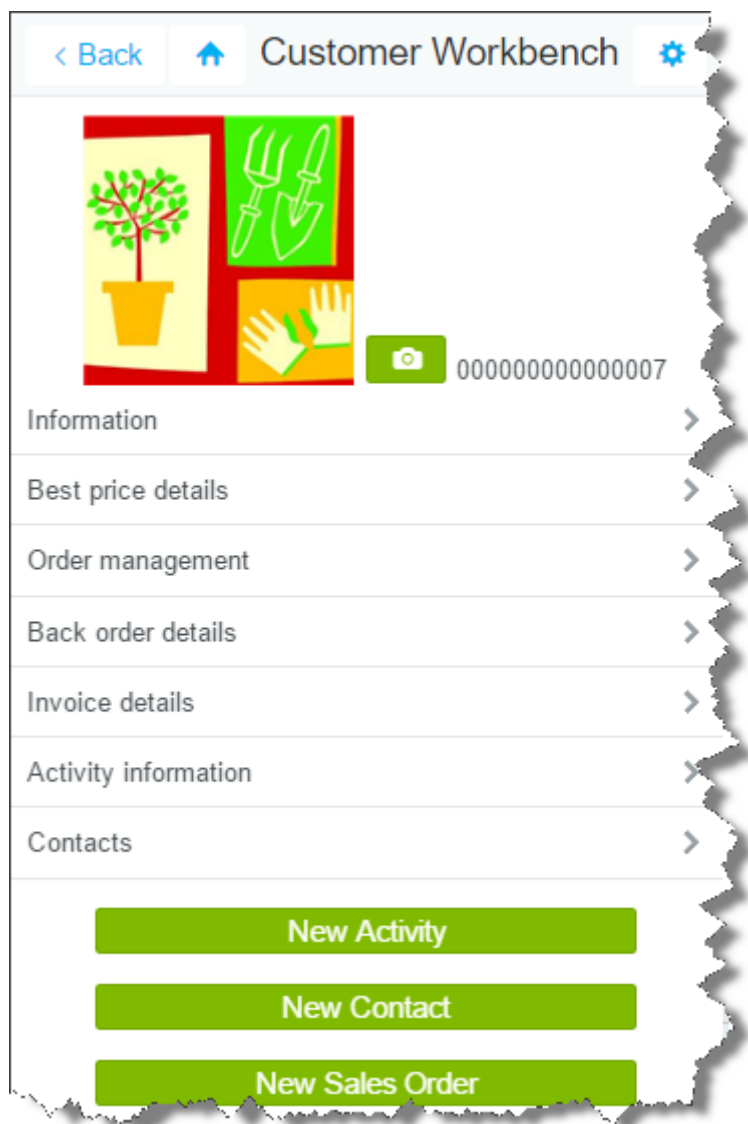 Back Customer Workbench
000000000000007
Information
Best price details
Order management
Back order details
Invoice details
Activity information
Contacts
New Activity
New Contact
New Sales Order